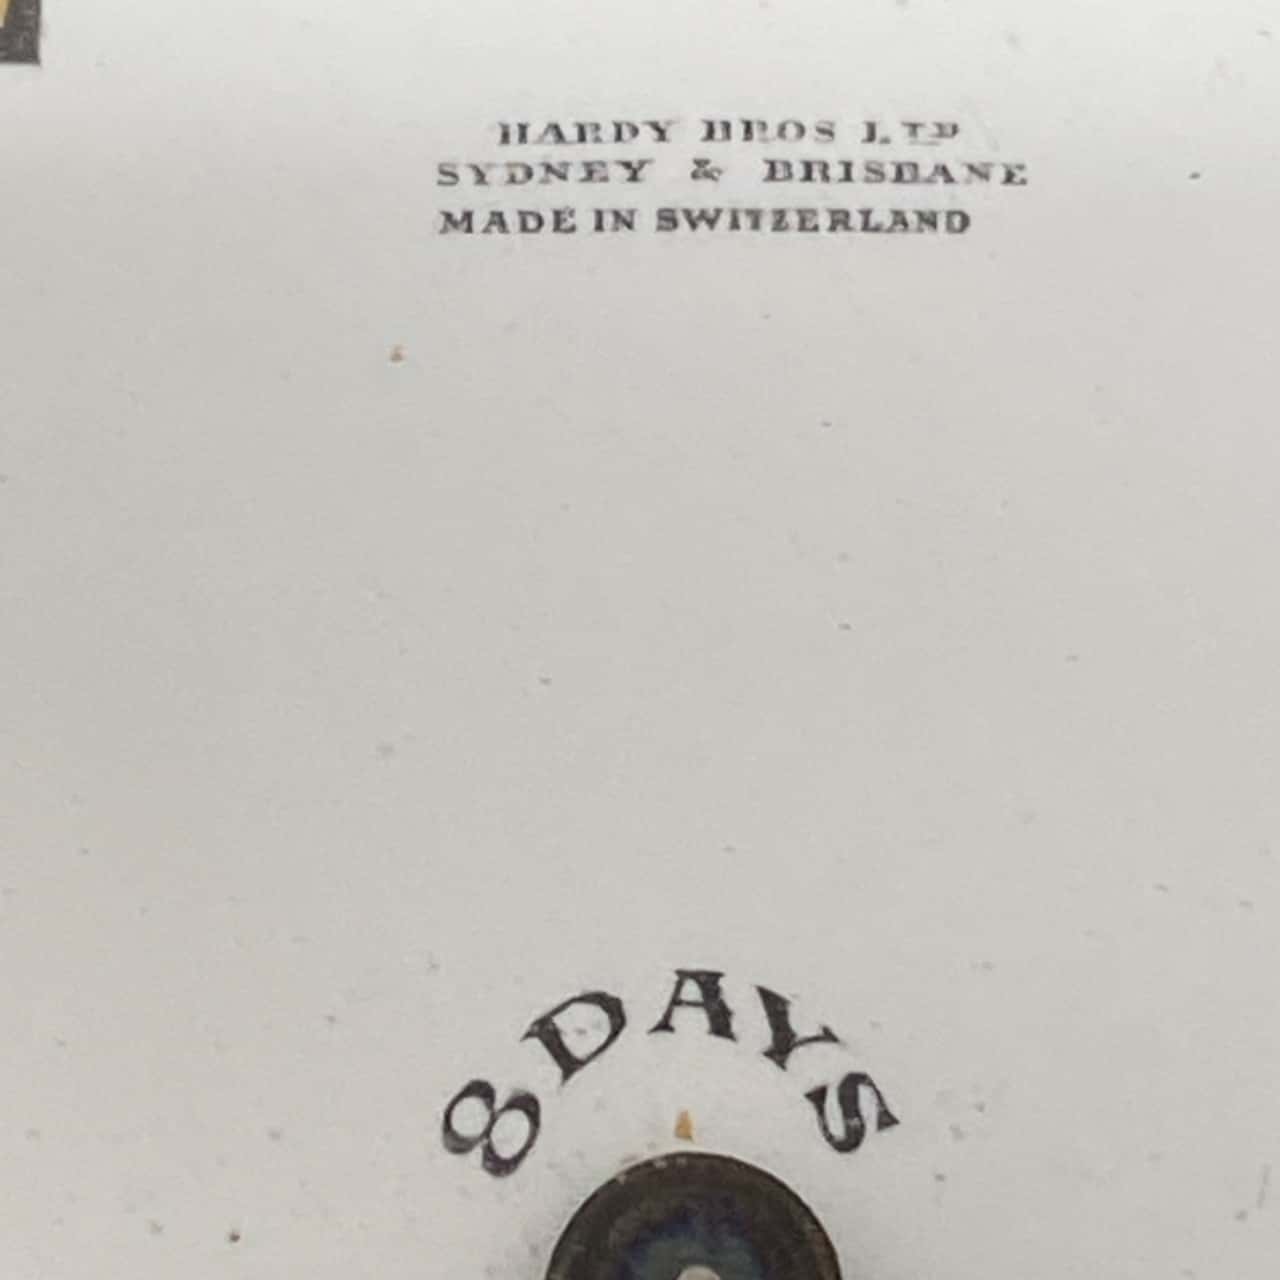 HARDY BROS LTD
SYDNEY & BRISBANE
MADE IN SWITZERLAND
8 DAYS